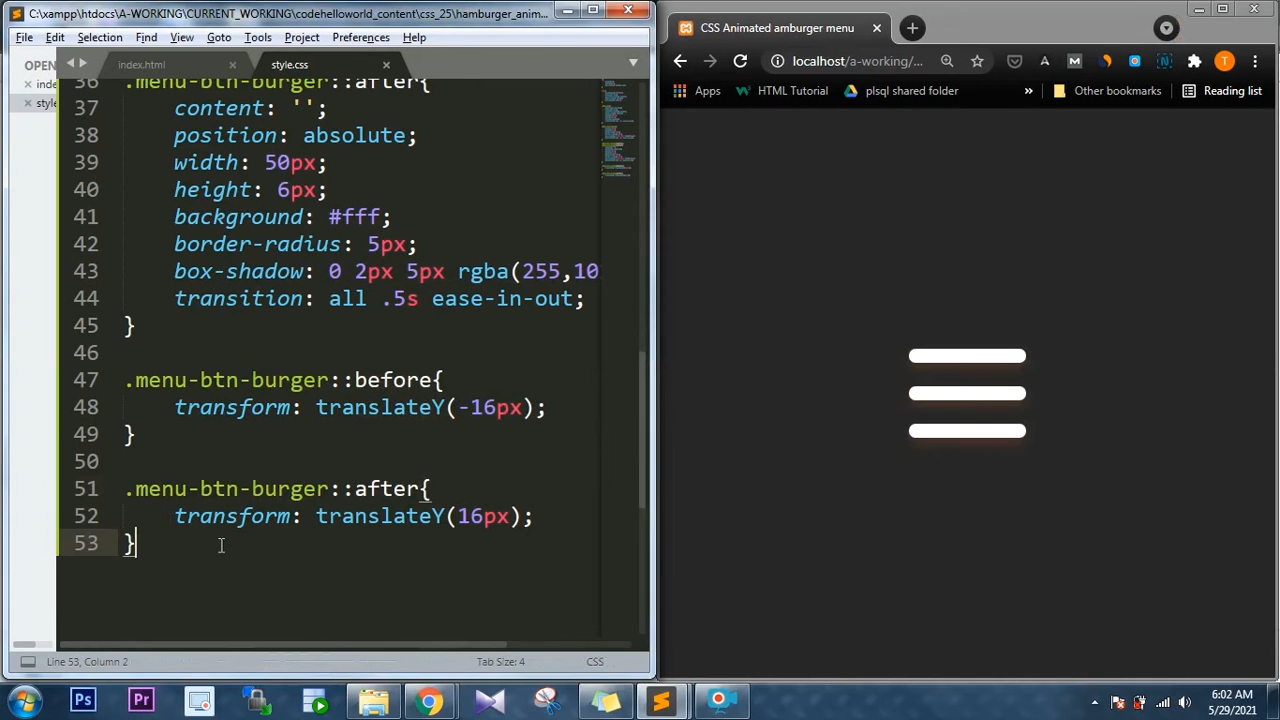 C:\xampp\htdocs\A-WORKING\CURRENT_WORKING\codehelloworld_content\css_25\hamburger_anim...
File Edit Selection Find View Goto Tools Project Preferences Help
OPEN
inde
style
index.html
style.css
36 .menu-btn-burger::after{
37 content: '';
38 position: absolute;
39 width: 50px;
40 height: 6px;
41 background: #fff;
42 border-radius: 5px;
43 box-shadow: 0 2px 5px rgba(255,10
44 transition: all .5s ease-in-out;
45 }
46
47 .menu-btn-burger::before{
48 transform: translateY(-16px);
49 }
50
51 .menu-btn-burger::after{
52 transform: translateY(16px);
53 }
Line 53, Column 2
Tab Size: 4
CSS
CSS Animated amburger menu
localhost/a-working/...
T
Apps
HTML Tutorial
plsql shared folder
»
Other bookmarks
Reading list
Ps
Pr
6:02 AM
5/29/2021